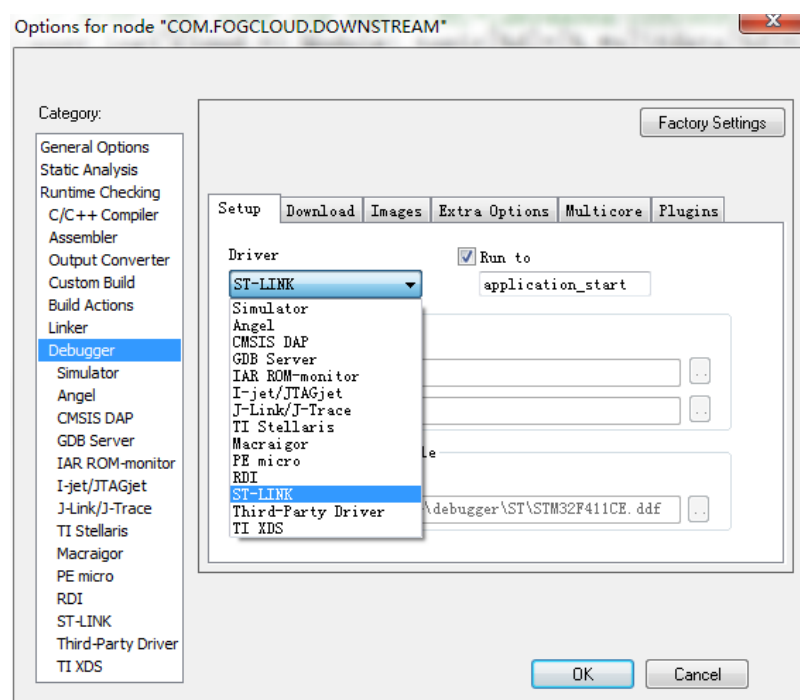 Options for node "COM.FOGCLOUD.DOWNSTREAM"
Category:
Factory Settings
General Options
Static Analysis
Runtime Checking
C/C++ Compiler
Assembler
Output Converter
Custom Build
Build Actions
Linker
Debugger
Simulator
Angel
CMSIS DAP
GDB Server
IAR ROM-monitor
I-jet/JTAGjet
J-Link/J-Trace
TI Stellaris
Macraigor
PE micro
RDI
ST-LINK
Third-Party Driver
TI XDS
Setup Download Images Extra Options Multicore Plugins
Driver
Run to
ST-LINK
application_start
Simulator
Angel
CMSIS DAP
GDB Server
IAR ROM-monitor
I-jet/JTAGjet
J-Link/J-Trace
TI Stellaris
Macraigor
PE micro
RDI
ST-LINK
Third-Party Driver
TI XDS
le
\debugger\ST\STM32F411CE.ddf
OK Cancel